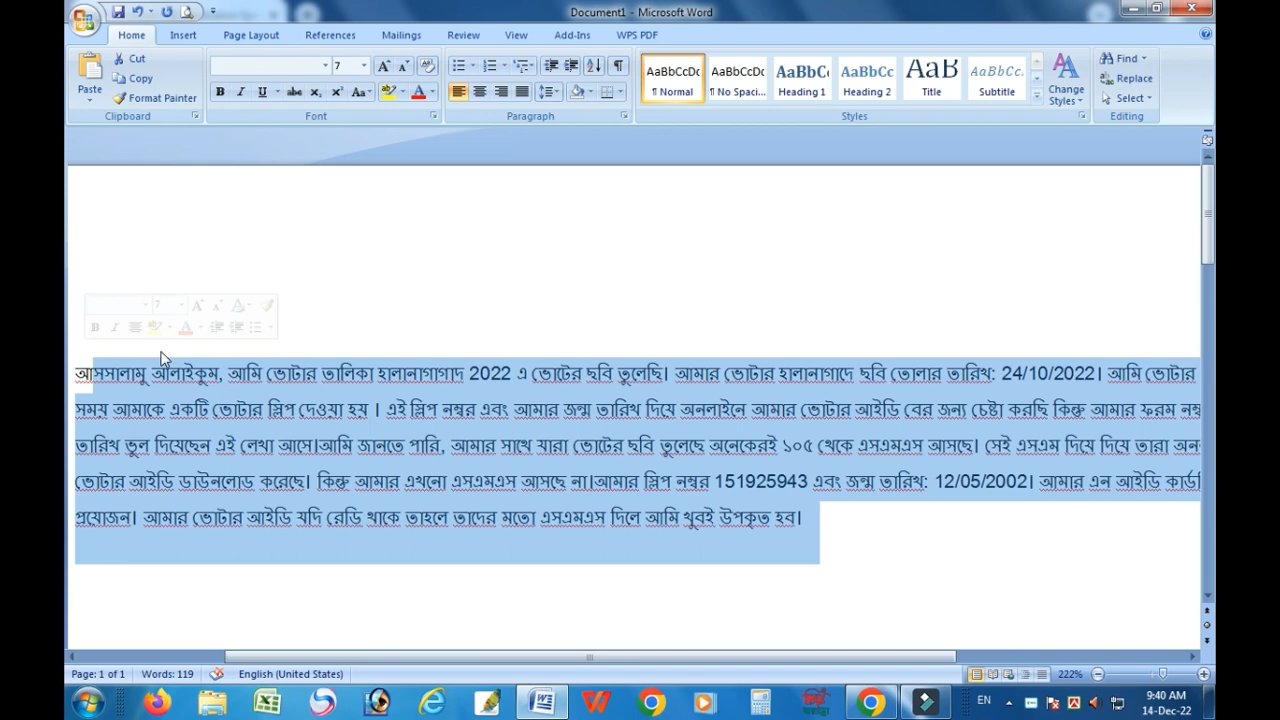 Document1 - Microsoft Word
Home Insert Page Layout References Mailings Review View Add-Ins WPS PDF
Paste Cut Copy Format Painter Clipboard
7 Font
Paragraph
AaBbCcDc ¶ Normal AaBbCcDc ¶ No Spaci... AaBbC Heading 1 AaBbCc Heading 2 AaB Title AaBbCc. Subtitle Change Styles Styles
Find Replace Select Editing
7
আসসালামু আলাইকুম, আমি ভোটার তালিকা হালানাগাগাদ 2022 এ ভোটের ছবি তুলেছি। আমার ভোটার হালানাগাদে ছবি তোলার তারিখ: 24/10/2022। আমি ভোটার
সময় আমাকে একটি ভোটার স্লিপ দেওয়া হয় । এই স্লিপ নম্বর এবং আমার জন্ম তারিখ দিয়ে অনলাইনে আমার ভোটার আইডি বের জন্য চেষ্টা করছি কিন্তু আমার ফরম নম্ব
তারিখ ভুল দিয়েছেন এই লেখা আসে।আমি জানতে পারি, আমার সাথে যারা ভোটের ছবি তুলেছে অনেকেরই ১০৫ থেকে এসএমএস আসছে। সেই এসএম দিয়ে দিয়ে তারা অন
ভোটার আইডি ডাউনলোড করেছে। কিন্তু আমার এখনো এসএমএস আসছে না।আমার স্লিপ নম্বর 151925943 এবং জন্ম তারিখ: 12/05/2002। আমার এন আইডি কার্ডটি
প্রয়োজন। আমার ভোটার আইডি যদি রেডি থাকে তাহলে তাদের মতো এসএমএস দিলে আমি খুবই উপকৃত হব।
Page: 1 of 1 Words: 119 English (United States) 222%
EN 9:40 AM
14-Dec-22